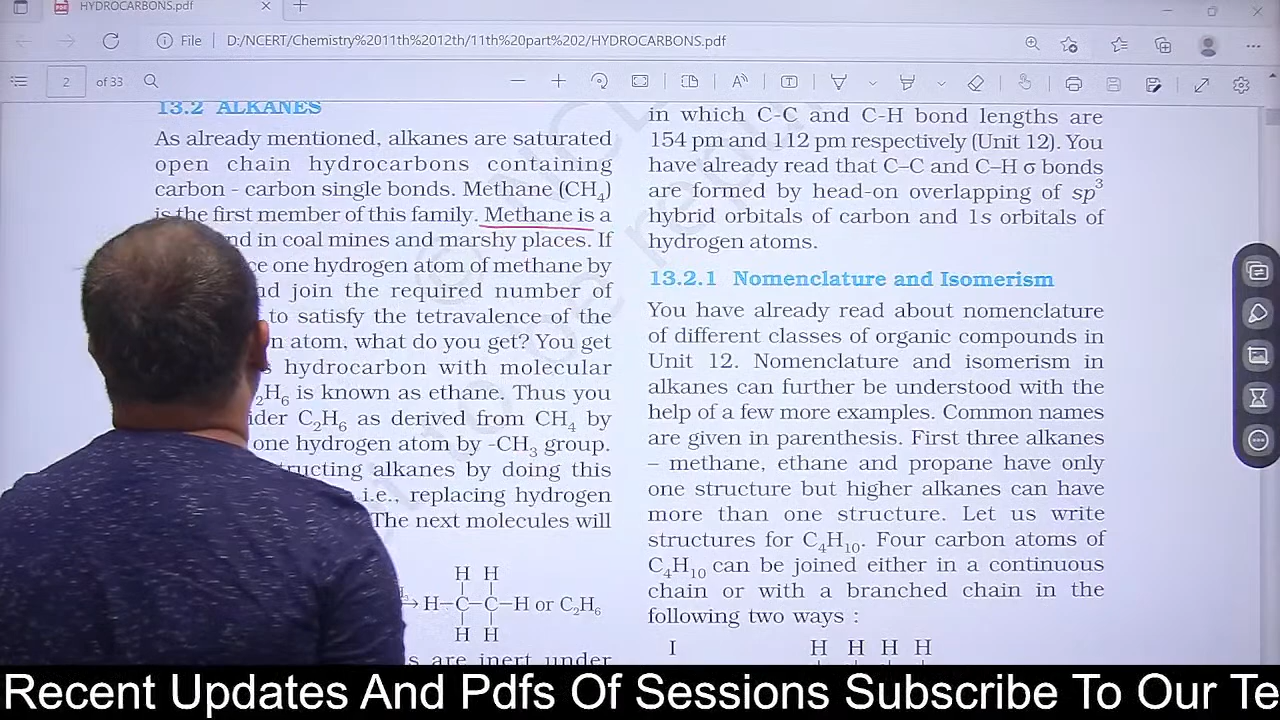 HYDROCARBONS.pdf
File D:/NCERT/Chemistry%2011th%2012th/11th%20part%202/HYDROCARBONS.pdf
2 of 33
13.2 ALKANES
As already mentioned, alkanes are saturated
open chain hydrocarbons containing
carbon - carbon single bonds. Methane (CH4)
is the first member of this family. Methane is a
nd in coal mines and marshy places. If
ce one hydrogen atom of methane by
nd join the required number of
to satisfy the tetravalence of the
n atom, what do you get? You get
s hydrocarbon with molecular
2H6 is known as ethane. Thus you
ider C2H6 as derived from CH4 by
one hydrogen atom by -CH3 group.
tructing alkanes by doing this
i.e., replacing hydrogen
The next molecules will
H H
H–C–C–H or C2H6
H H
s are inert under
in which C-C and C-H bond lengths are
154 pm and 112 pm respectively (Unit 12). You
have already read that C–C and C–H σ bonds
are formed by head-on overlapping of sp3
hybrid orbitals of carbon and 1s orbitals of
hydrogen atoms.
13.2.1 Nomenclature and Isomerism
You have already read about nomenclature
of different classes of organic compounds in
Unit 12. Nomenclature and isomerism in
alkanes can further be understood with the
help of a few more examples. Common names
are given in parenthesis. First three alkanes
– methane, ethane and propane have only
one structure but higher alkanes can have
more than one structure. Let us write
structures for C4H10. Four carbon atoms of
C4H10 can be joined either in a continuous
chain or with a branched chain in the
following two ways :
I H H H H
Recent Updates And Pdfs Of Sessions Subscribe To Our Te